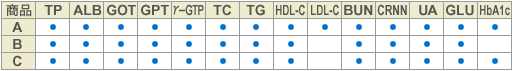 商品 TP ALB GOT GPT γ-GTP TC TG HDL-C LDL-C BUN CRNN UA GLU HbA1c
A ● ● ● ● ● ● ● ● ● ● ● ● ● ●
B ● ● ● ● ● ● ● ● ● ● ● ●
C ● ● ● ● ● ● ● ● ● ● ● ● ●